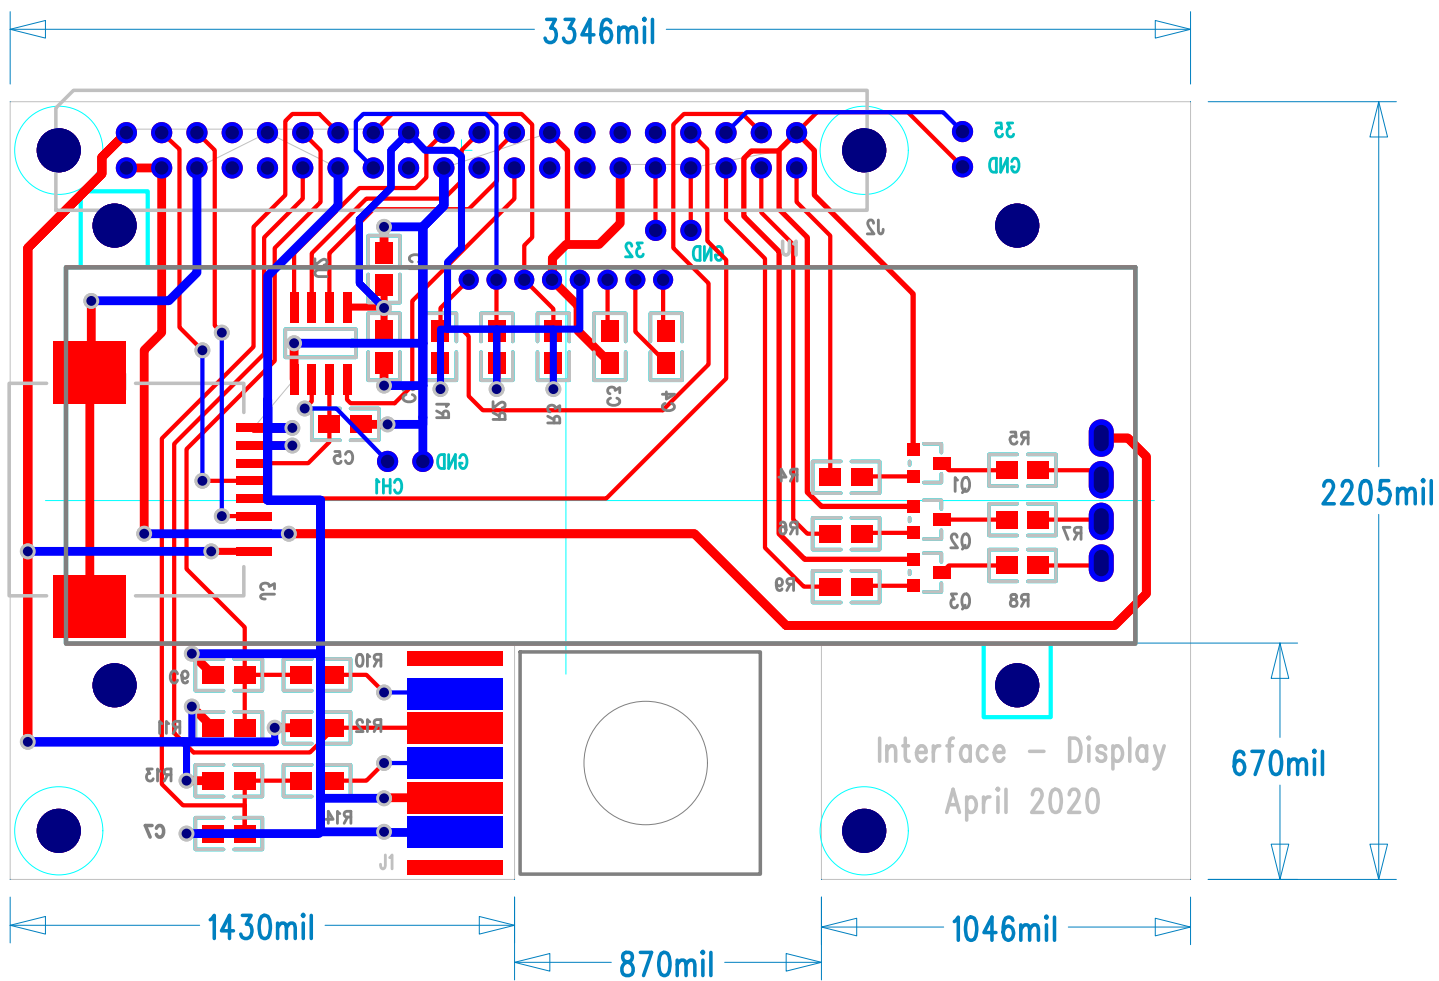 3346mil
35
GND
J2
32
GND
U1
U2
C3
C4
R1
R2
R3
C5
GND
CH1
R4
R5
Q1
2205mil
R6
Q2
R7
J3
R9
Q3
R8
R10
R11
R12
Interface - Display
670mil
R13
April 2020
R14
C7
J1
1430mil
1046mil
870mil